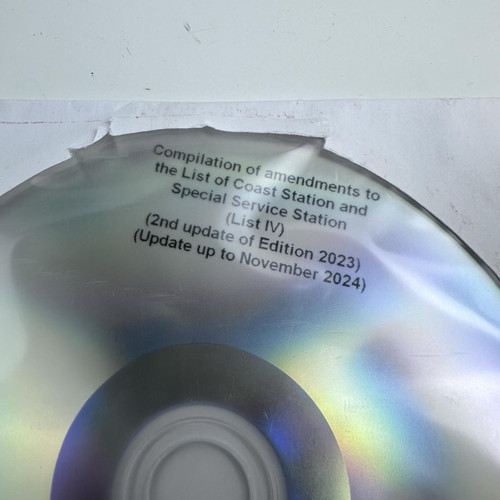 Compilation of amendments to
the List of Coast Station and
Special Service Station
(List IV)
(2nd update of Edition 2023)
(Update up to November 2024)